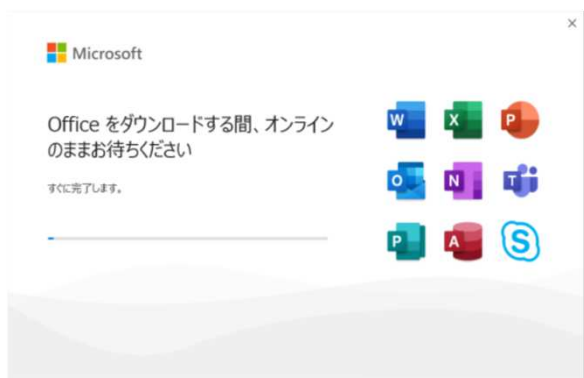 Microsoft
Office をダウンロードする間、オンライン
のままお待ちください
すぐに完了します。
W X P
O N T
P A S